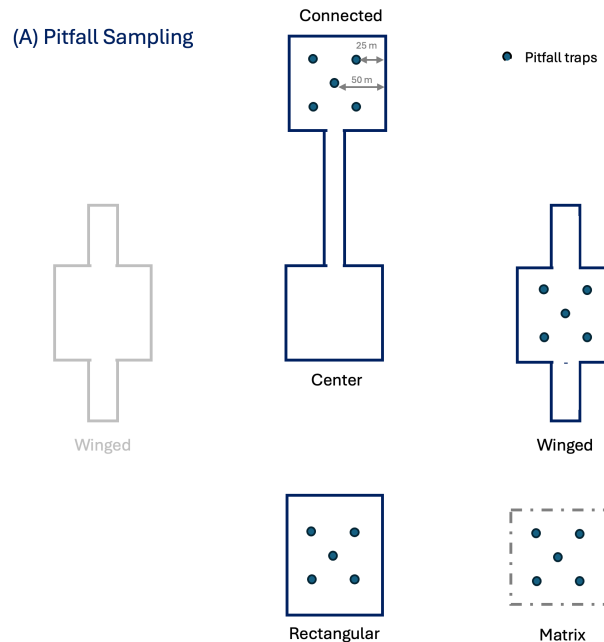 Connected
(A) Pitfall Sampling
25 m
Pitfall traps
50 m
Center
Winged
Winged
Rectangular
Matrix